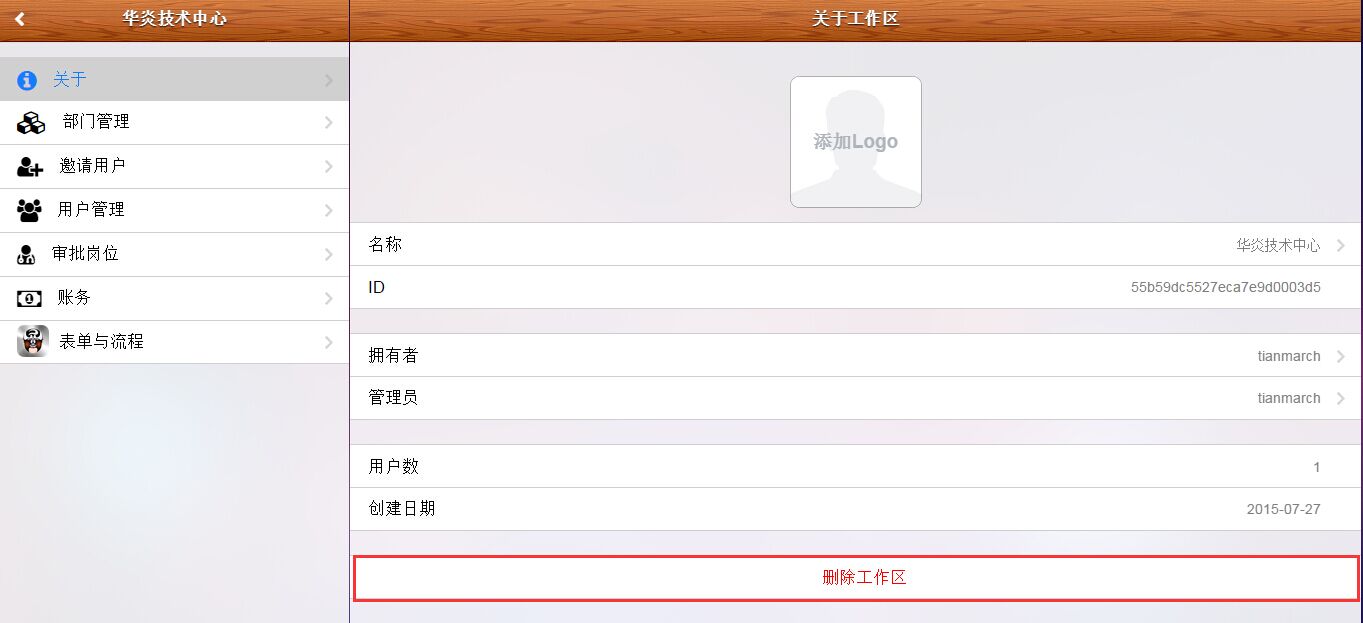 华炎技术中心
关于工作区
关于
部门管理
邀请用户
用户管理
审批岗位
账务
表单与流程
添加Logo
名称 华炎技术中心
ID 55b59dc5527eca7e9d0003d5
拥有者 tianmarch
管理员 tianmarch
用户数 1
创建日期 2015-07-27
删除工作区